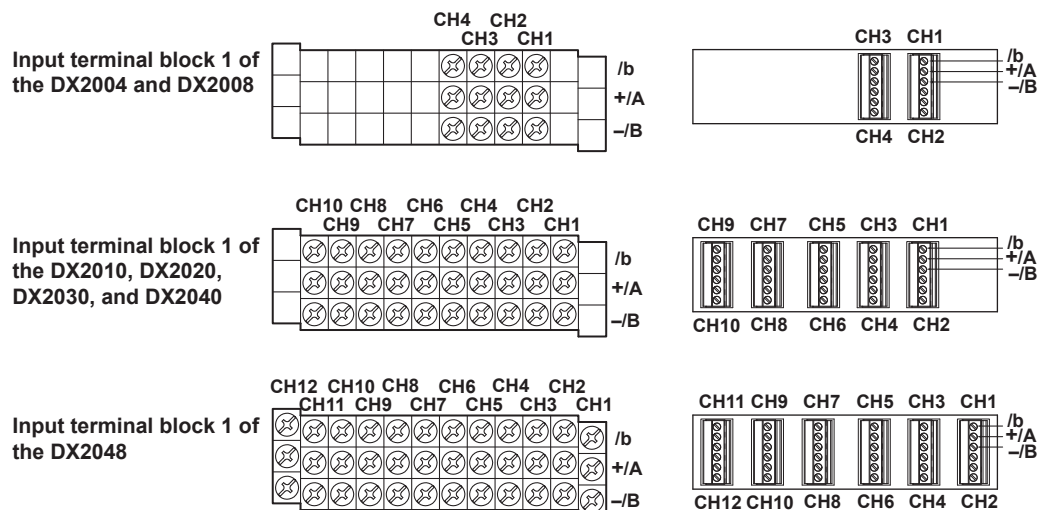 CH4 CH2
CH3 CH1
Input terminal block 1 of
the DX2004 and DX2008
/b
+/A
–/B
CH3 CH1
/b
+/A
–/B
CH4 CH2
CH10 CH8 CH6 CH4 CH2
CH9 CH7 CH5 CH3 CH1
Input terminal block 1 of
the DX2010, DX2020,
DX2030, and DX2040
/b
+/A
–/B
CH9 CH7 CH5 CH3 CH1
/b
+/A
–/B
CH10 CH8 CH6 CH4 CH2
CH12 CH10 CH8 CH6 CH4 CH2
CH11 CH9 CH7 CH5 CH3 CH1
Input terminal block 1 of
the DX2048
/b
+/A
–/B
CH11 CH9 CH7 CH5 CH3 CH1
/b
+/A
–/B
CH12 CH10 CH8 CH6 CH4 CH2